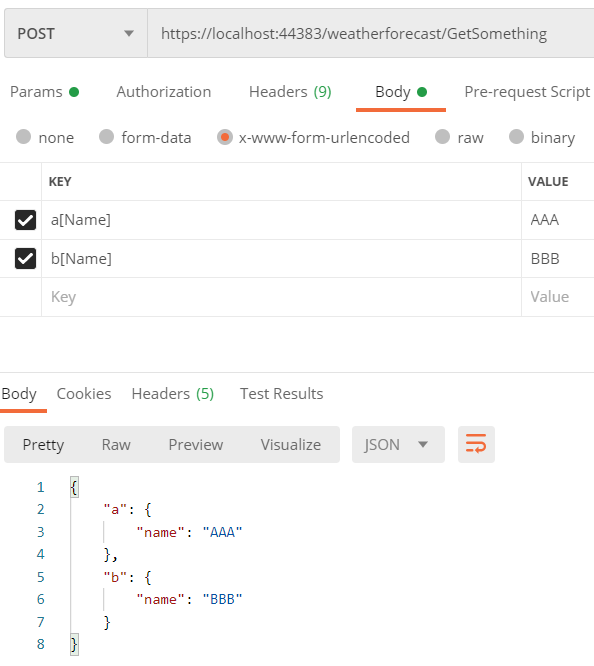 POST https://localhost:44383/weatherforecast/GetSomething
Params Authorization Headers (9) Body Pre-request Script
none form-data x-www-form-urlencoded raw binary
KEY VALUE
a[Name] AAA
b[Name] BBB
Key Value
Body Cookies Headers (5) Test Results
Pretty Raw Preview Visualize JSON
1 {
2 "a": {
3 "name": "AAA"
4 },
5 "b": {
6 "name": "BBB"
7 }
8 }